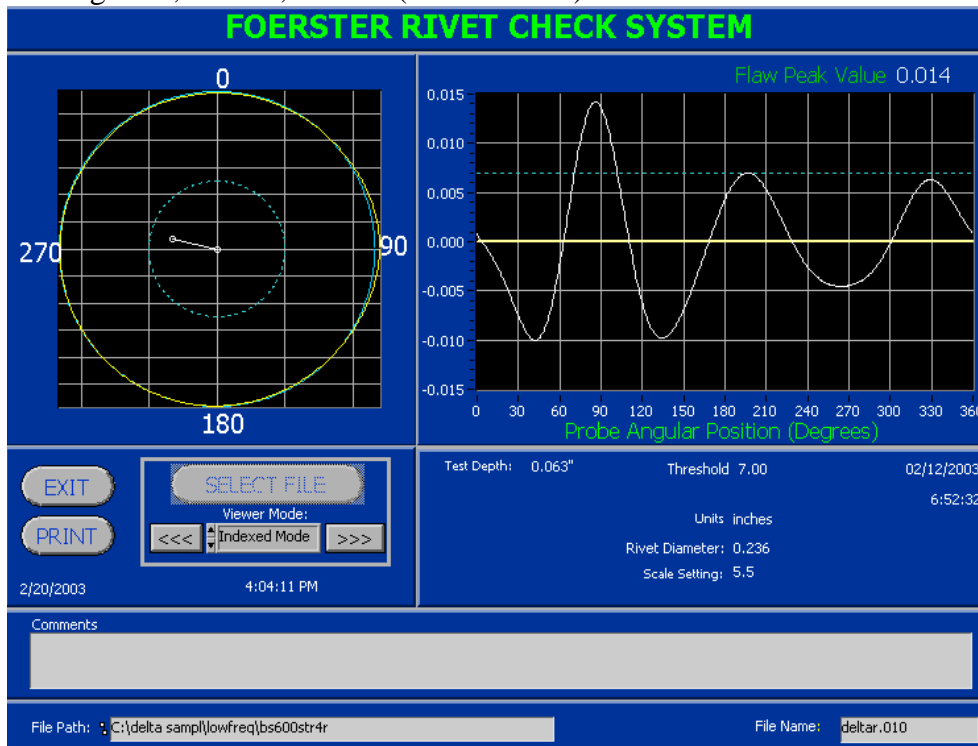 FOERSTER RIVET CHECK SYSTEM
0
270
90
180
Flaw Peak Value 0.014
0.015
0.010
0.005
0.000
-0.005
-0.010
-0.015
0 30 60 90 120 150 180 210 240 270 300 330 360
Probe Angular Position (Degrees)
EXIT
SELECT FILE
Viewer Mode:
PRINT
<<< Indexed Mode >>>
2/20/2003 4:04:11 PM
Test Depth: 0.063" Threshold 7.00 02/12/2003
6:52:32
Units inches
Rivet Diameter: 0.236
Scale Setting: 5.5
Comments
File Path: C:\delta sampl\lowfreq\bs600str4r File Name: deltar.010